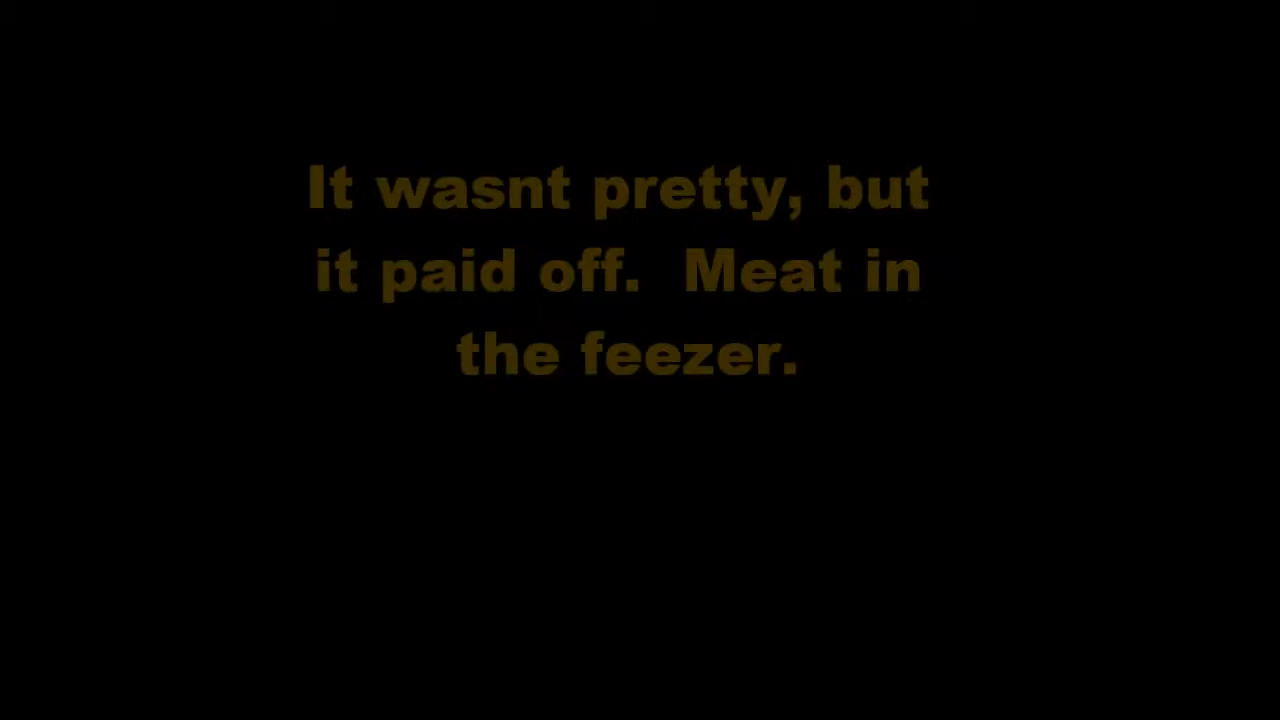 It wasnt pretty, but
it paid off.  Meat in
the feezer.